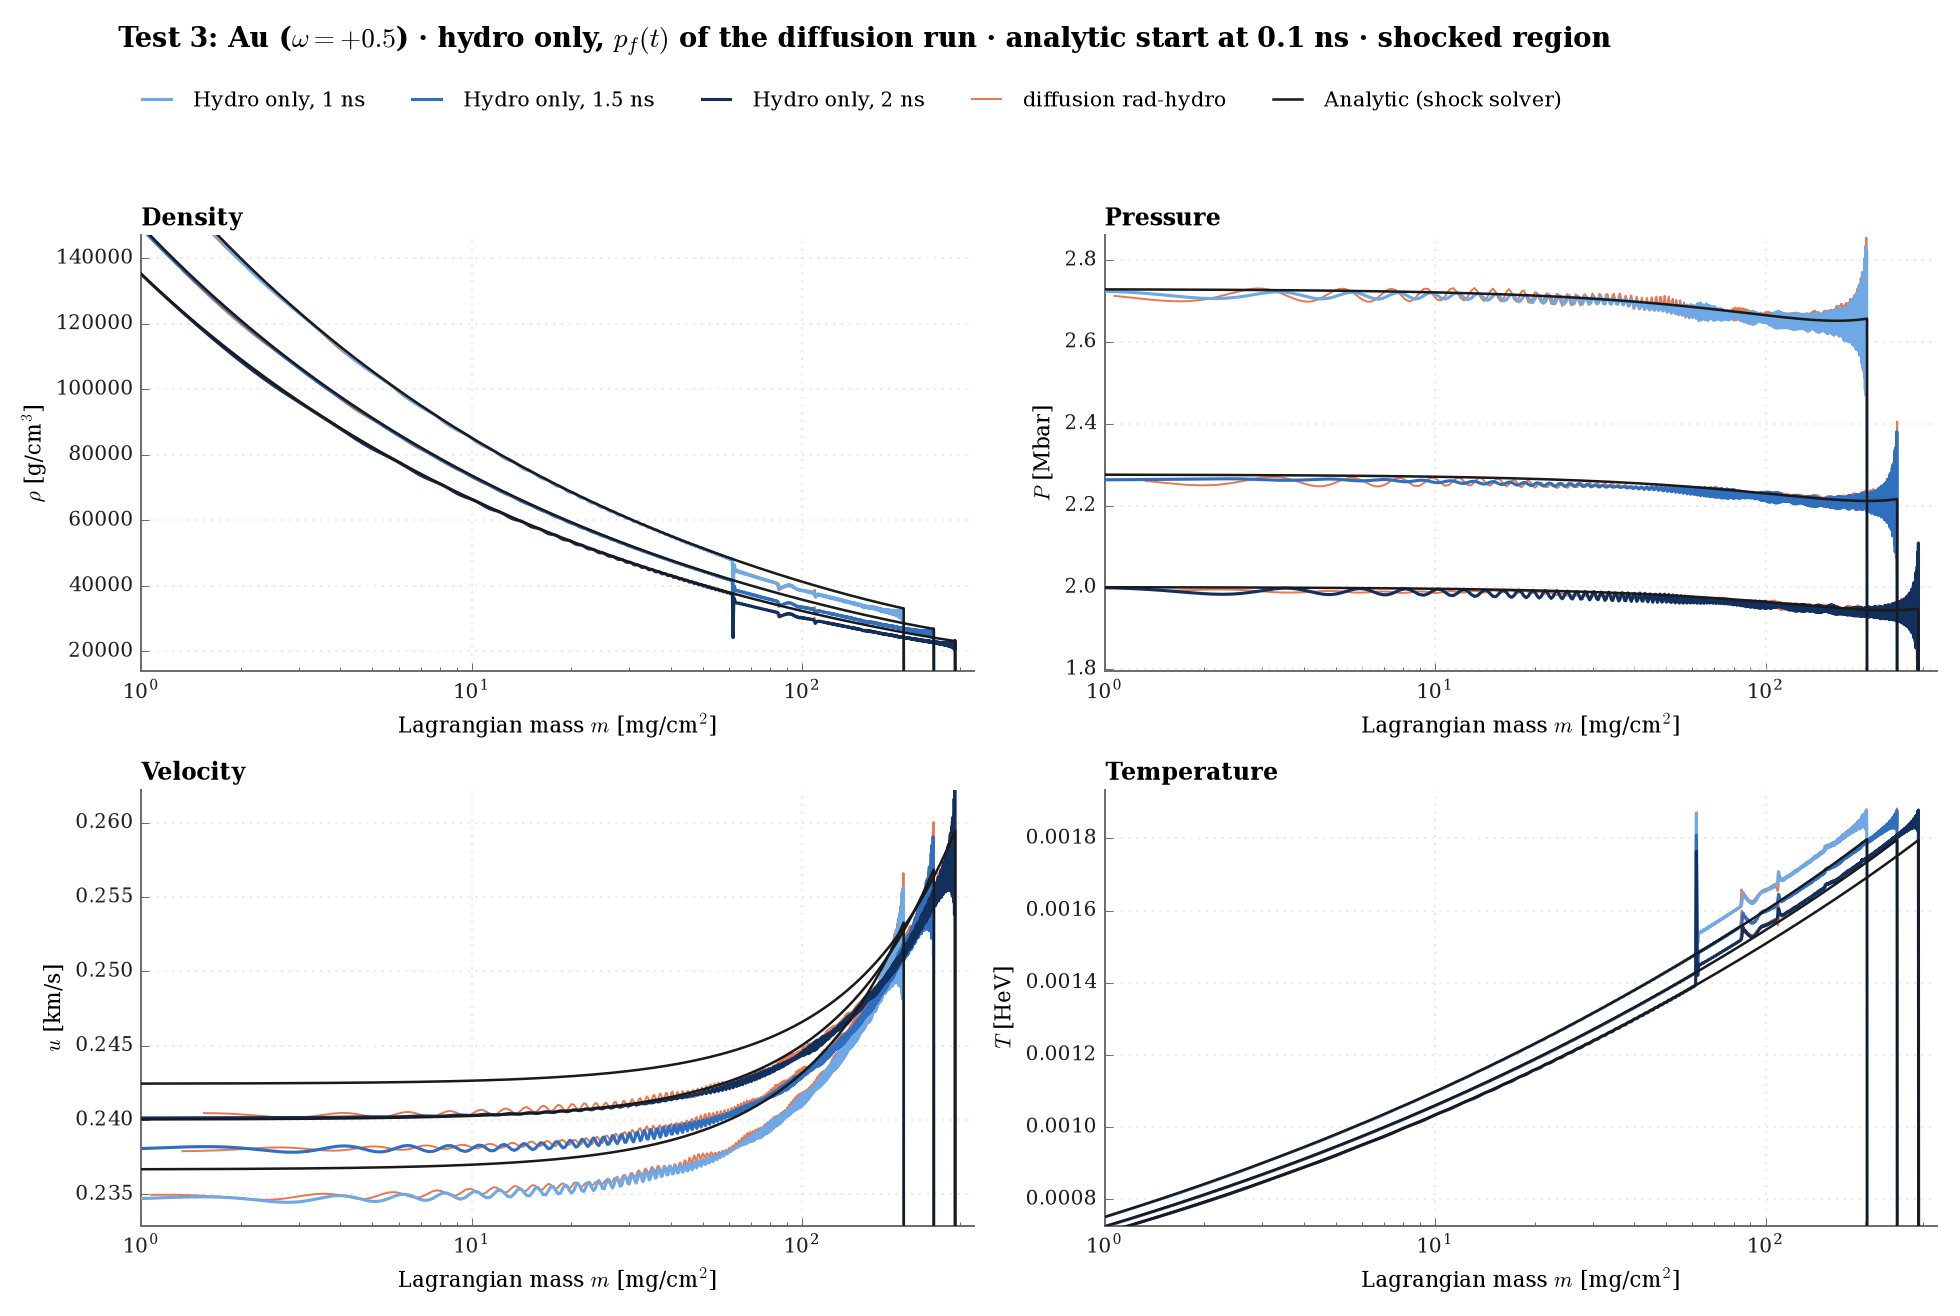 Test 3: Au (ω = +0.5) · hydro only, p_f(t) of the diffusion run · analytic start at 0.1 ns · shocked region
Hydro only, 1 ns
Hydro only, 1.5 ns
Hydro only, 2 ns
diffusion rad-hydro
Analytic (shock solver)
Density
140000
120000
100000
80000
60000
40000
20000
ρ [g/cm³]
10⁰
10¹
10²
Lagrangian mass m [mg/cm²]
Pressure
2.8
2.6
2.4
2.2
2.0
1.8
P [Mbar]
10⁰
10¹
10²
Lagrangian mass m [mg/cm²]
Velocity
0.260
0.255
0.250
0.245
0.240
0.235
u [km/s]
10⁰
10¹
10²
Lagrangian mass m [mg/cm²]
Temperature
0.0018
0.0016
0.0014
0.0012
0.0010
0.0008
T [HeV]
10⁰
10¹
10²
Lagrangian mass m [mg/cm²]